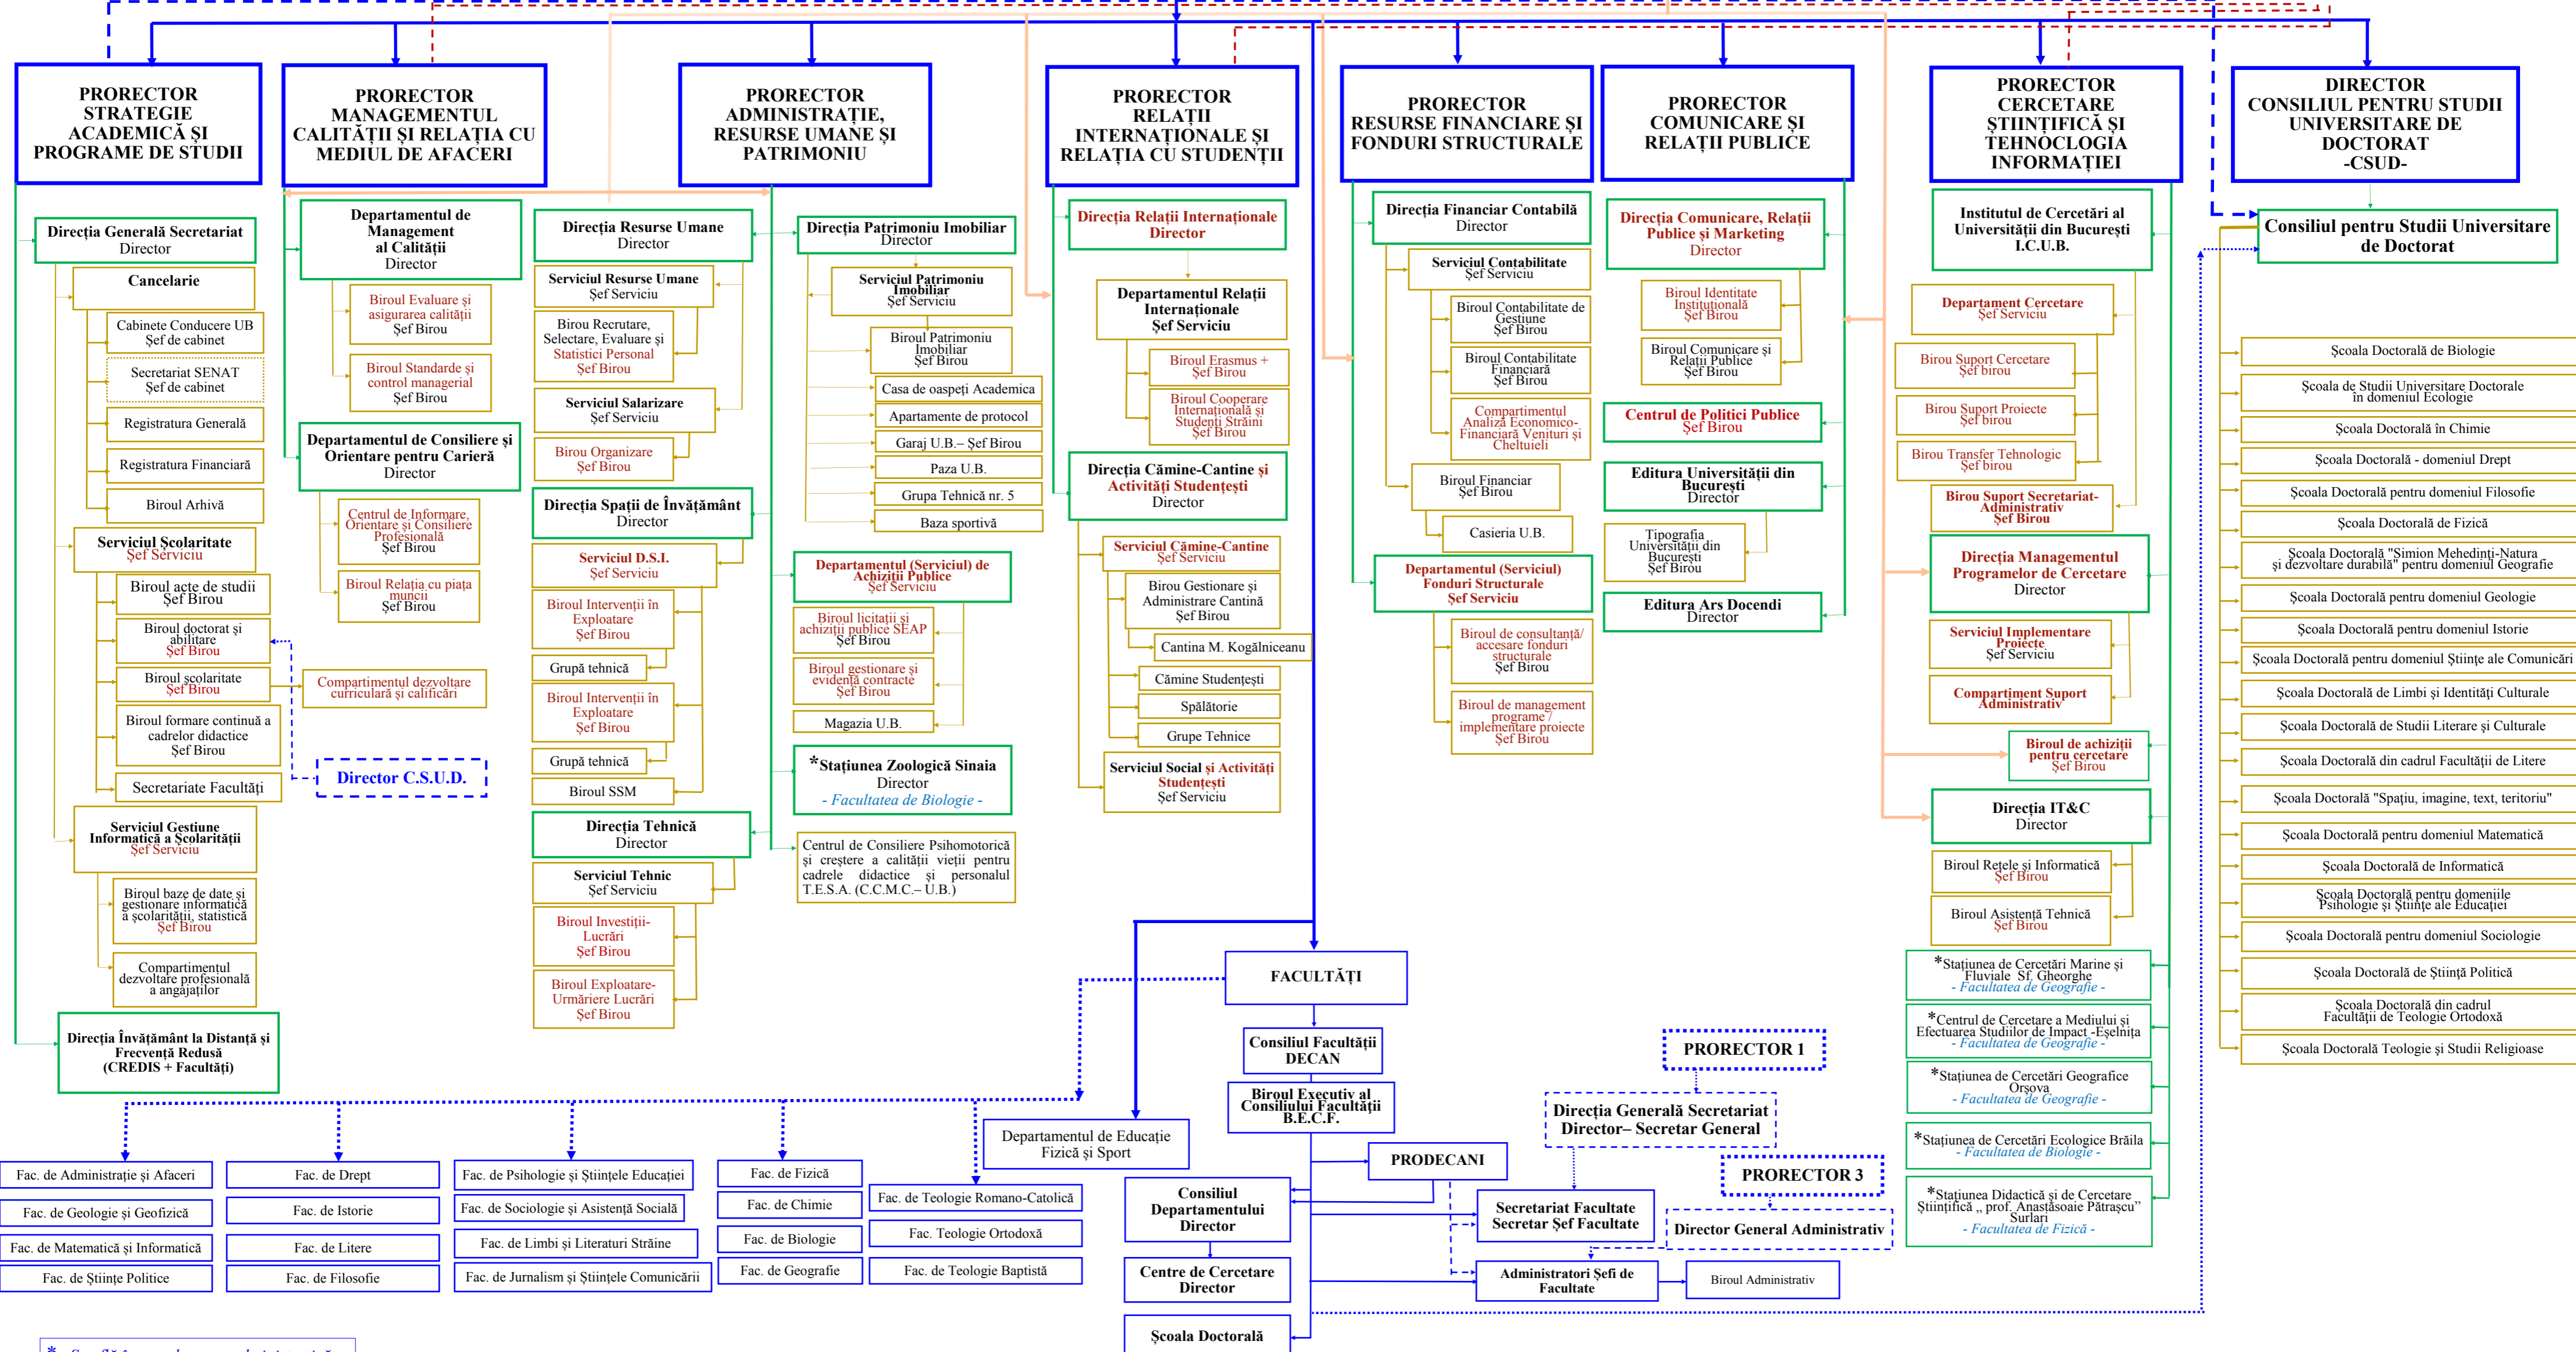 PRORECTOR
STRATEGIE
ACADEMICĂ ȘI
PROGRAME DE STUDII
PRORECTOR
MANAGEMENTUL
CALITĂȚII ȘI RELAȚIA CU
MEDIUL DE AFACERI
PRORECTOR
ADMINISTRAȚIE,
RESURSE UMANE ȘI
PATRIMONIU
PRORECTOR
RELAȚII
INTERNAȚIONALE ȘI
RELAȚIA CU STUDENȚII
PRORECTOR
RESURSE FINANCIARE ȘI
FONDURI STRUCTURALE
PRORECTOR
COMUNICARE ȘI
RELAȚII PUBLICE
PRORECTOR
CERCETARE
ȘTIINȚIFICĂ ȘI
TEHNOCLOGIA
INFORMAȚIEI
DIRECTOR
CONSILIUL PENTRU STUDII
UNIVERSITARE DE
DOCTORAT
-CSUD-
Direcția Generală Secretariat
Director
Cancelarie
Cabinete Conducere UB
Șef de cabinet
Secretariat SENAT
Șef de cabinet
Registratura Generală
Registratura Financiară
Biroul Arhivă
Serviciul Școlaritate
Șef Serviciu
Biroul acte de studii
Șef Birou
Biroul doctorat și
abilitare
Șef Birou
Biroul școlaritate
Șef Birou
Compartimentul dezvoltare
curriculară și calificări
Biroul formare continuă a
cadrelor didactice
Șef Birou
Secretariate Facultăți
Director C.S.U.D.
Serviciul Gestiune
Informatică a Școlarității
Șef Serviciu
Biroul baze de date și
gestionare informatică
a școlarității, statistică
Șef Birou
Compartimentul
dezvoltare profesională
a angajaților
Direcția Învățământ la Distanță și
Frecvență Redusă
(CREDIS + Facultăți)
Departamentul de
Management
al Calității
Director
Biroul Evaluare și
asigurarea calității
Șef Birou
Biroul Standarde și
control managerial
Șef Birou
Departamentul de Consiliere și
Orientare pentru Carieră
Director
Centrul de Informare,
Orientare și Consiliere
Profesională
Șef Birou
Biroul Relația cu piața
muncii
Șef Birou
Direcția Resurse Umane
Director
Serviciul Resurse Umane
Șef Serviciu
Birou Recrutare,
Selectare, Evaluare și
Statistici Personal
Șef Birou
Serviciul Salarizare
Șef Serviciu
Birou Organizare
Șef Birou
Direcția Spații de Învățământ
Director
Serviciul D.S.I.
Șef Serviciu
Biroul Intervenții în
Exploatare
Șef Birou
Grupă tehnică
Biroul Intervenții în
Exploatare
Șef Birou
Grupă tehnică
Biroul SSM
Direcția Tehnică
Director
Serviciul Tehnic
Șef Serviciu
Biroul Investiții-
Lucrări
Șef Birou
Biroul Exploatare-
Urmăriere Lucrări
Șef Birou
Direcția Patrimoniu Imobiliar
Director
Serviciul Patrimoniu
Imobiliar
Șef Serviciu
Biroul Patrimoniu
Imobiliar
Șef Birou
Casa de oaspeți Academica
Apartamente de protocol
Garaj U.B.– Șef Birou
Paza U.B.
Grupa Tehnică nr. 5
Baza sportivă
Departamentul (Serviciul) de
Achiziții Publice
Șef Serviciu
Biroul licitații și
achiziții publice SEAP
Șef Birou
Biroul gestionare și
evidență contracte
Șef Birou
Magazia U.B.
*Stațiunea Zoologică Sinaia
Director
- Facultatea de Biologie -
Centrul de Consiliere Psihomotorică
și creștere a calității vieții pentru
cadrele didactice și personalul
T.E.S.A. (C.C.M.C.– U.B.)
Direcția Relații Internaționale
Director
Departamentul Relații
Internaționale
Șef Serviciu
Biroul Erasmus +
Șef Birou
Biroul Cooperare
Internațională și
Studenți Străini
Șef Birou
Direcția Cămine-Cantine și
Activități Studențești
Director
Serviciul Cămine-Cantine
Șef Serviciu
Birou Gestionare și
Administrare Cantină
Șef Birou
Cantina M. Kogălniceanu
Cămine Studențești
Spălătorie
Grupe Tehnice
Serviciul Social și Activități
Studențești
Șef Serviciu
Direcția Financiar Contabilă
Director
Serviciul Contabilitate
Șef Serviciu
Biroul Contabilitate de
Gestiune
Șef Birou
Biroul Contabilitate
Financiară
Șef Birou
Compartimentul
Analiză Economico-
Financiară Venituri și
Cheltuieli
Biroul Financiar
Șef Birou
Casieria U.B.
Departamentul (Serviciul)
Fonduri Structurale
Șef Serviciu
Biroul de consultanță/
accesare fonduri
structurale
Șef Birou
Biroul de management
programe /
implementare proiecte
Șef Birou
Direcția Comunicare, Relații
Publice și Marketing
Director
Biroul Identitate
Instituțională
Șef Birou
Biroul Comunicare și
Relații Publice
Șef Birou
Centrul de Politici Publice
Șef Birou
Editura Universității din
București
Director
Tipografia
Universității din
București
Șef Birou
Editura Ars Docendi
Director
Institutul de Cercetări al
Universității din București
I.C.U.B.
Departament Cercetare
Șef Serviciu
Birou Suport Cercetare
Șef birou
Birou Suport Proiecte
Șef birou
Birou Transfer Tehnologic
Șef birou
Birou Suport Secretariat-
Administrativ
Șef Birou
Direcția Managementul
Programelor de Cercetare
Director
Serviciul Implementare
Proiecte
Șef Serviciu
Compartiment Suport
Administrativ
Biroul de achiziții
pentru cercetare
Șef Birou
Direcția IT&C
Director
Biroul Rețele și Informatică
Șef Birou
Biroul Asistență Tehnică
Șef Birou
*Stațiunea de Cercetări Marine și
Fluviale Sf. Gheorghe
- Facultatea de Geografie -
*Centrul de Cercetare a Mediului și
Efectuarea Studiilor de Impact -Eșelnița
- Facultatea de Geografie -
*Stațiunea de Cercetări Geografice
Orșova
- Facultatea de Geografie -
*Stațiunea de Cercetări Ecologice Brăila
- Facultatea de Biologie -
*Stațiunea Didactică și de Cercetare
Științifică „ prof. Anastăsoaie Pătrașcu”
Surlari
- Facultatea de Fizică -
Consiliul pentru Studii Universitare
de Doctorat
Școala Doctorală de Biologie
Școala de Studii Universitare Doctorale
în domeniul Ecologie
Școala Doctorală în Chimie
Școala Doctorală - domeniul Drept
Școala Doctorală pentru domeniul Filosofie
Școala Doctorală de Fizică
Școala Doctorală "Simion Mehedinți-Natura
și dezvoltare durabilă" pentru domeniul Geografie
Școala Doctorală pentru domeniul Geologie
Școala Doctorală pentru domeniul Istorie
Școala Doctorală pentru domeniul Științe ale Comunicări
Școala Doctorală de Limbi și Identități Culturale
Școala Doctorală de Studii Literare și Culturale
Școala Doctorală din cadrul Facultății de Litere
Școala Doctorală "Spațiu, imagine, text, teritoriu"
Școala Doctorală pentru domeniul Matematică
Școala Doctorală de Informatică
Școala Doctorală pentru domeniile
Psihologie și Științe ale Educației
Școala Doctorală pentru domeniul Sociologie
Școala Doctorală de Știință Politică
Școala Doctorală din cadrul
Facultății de Teologie Ortodoxă
Școala Doctorală Teologie și Studii Religioase
FACULTĂȚI
Consiliul Facultății
DECAN
Biroul Executiv al
Consiliului Facultății
B.E.C.F.
Departamentul de Educație
Fizică și Sport
PRODECANI
Consiliul
Departamentului
Director
Centre de Cercetare
Director
Școala Doctorală
PRORECTOR 1
Direcția Generală Secretariat
Director– Secretar General
PRORECTOR 3
Secretariat Facultate
Secretar Șef Facultate
Director General Administrativ
Administratori Șefi de
Facultate
Biroul Administrativ
Fac. de Administrație și Afaceri
Fac. de Geologie și Geofizică
Fac. de Matematică și Informatică
Fac. de Științe Politice
Fac. de Drept
Fac. de Istorie
Fac. de Litere
Fac. de Filosofie
Fac. de Psihologie și Științele Educației
Fac. de Sociologie și Asistență Socială
Fac. de Limbi și Literaturi Străine
Fac. de Jurnalism și Științele Comunicării
Fac. de Fizică
Fac. de Chimie
Fac. de Biologie
Fac. de Geografie
Fac. de Teologie Romano-Catolică
Fac. Teologie Ortodoxă
Fac. de Teologie Baptistă
*